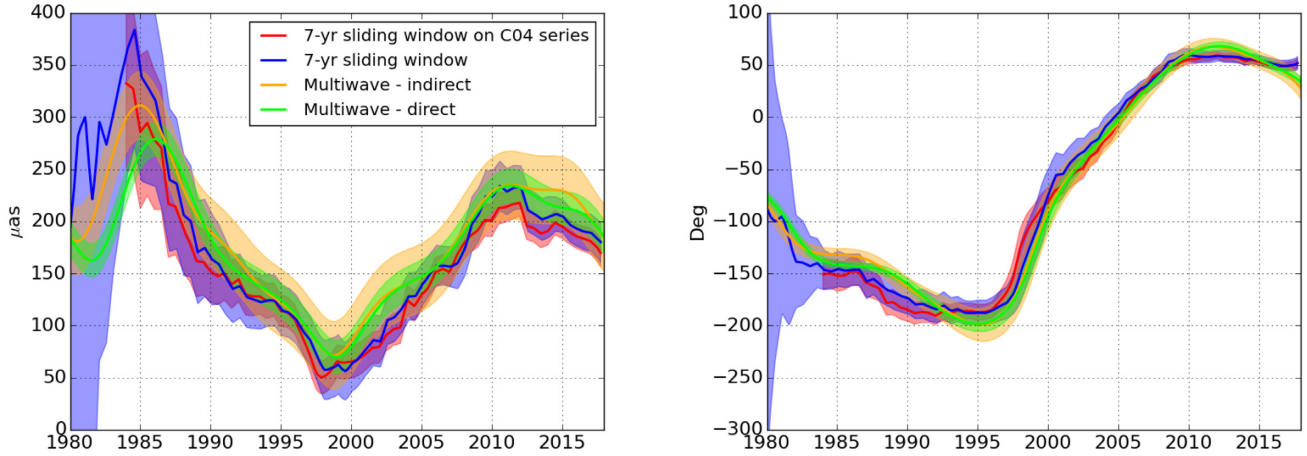 400
350
300
250
200
150
100
50
0
μas
1980 1985 1990 1995 2000 2005 2010 2015
7-yr sliding window on C04 series
7-yr sliding window
Multiwave - indirect
Multiwave - direct
100
50
0
−50
−100
−150
−200
−250
−300
Deg
1980 1985 1990 1995 2000 2005 2010 2015